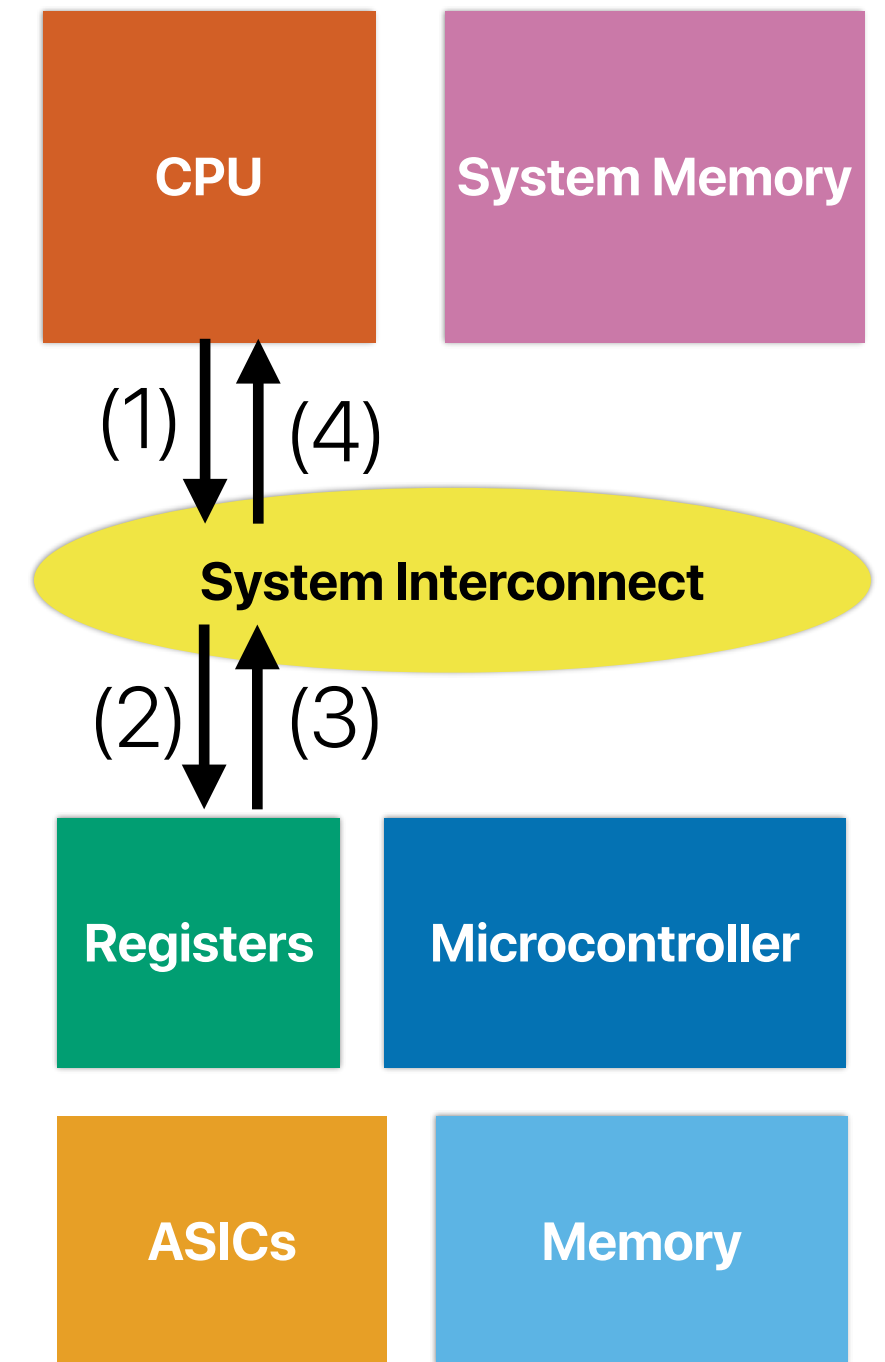 CPU
System Memory
(1)
(4)
System Interconnect
(2)
(3)
Registers
Microcontroller
ASICs
Memory